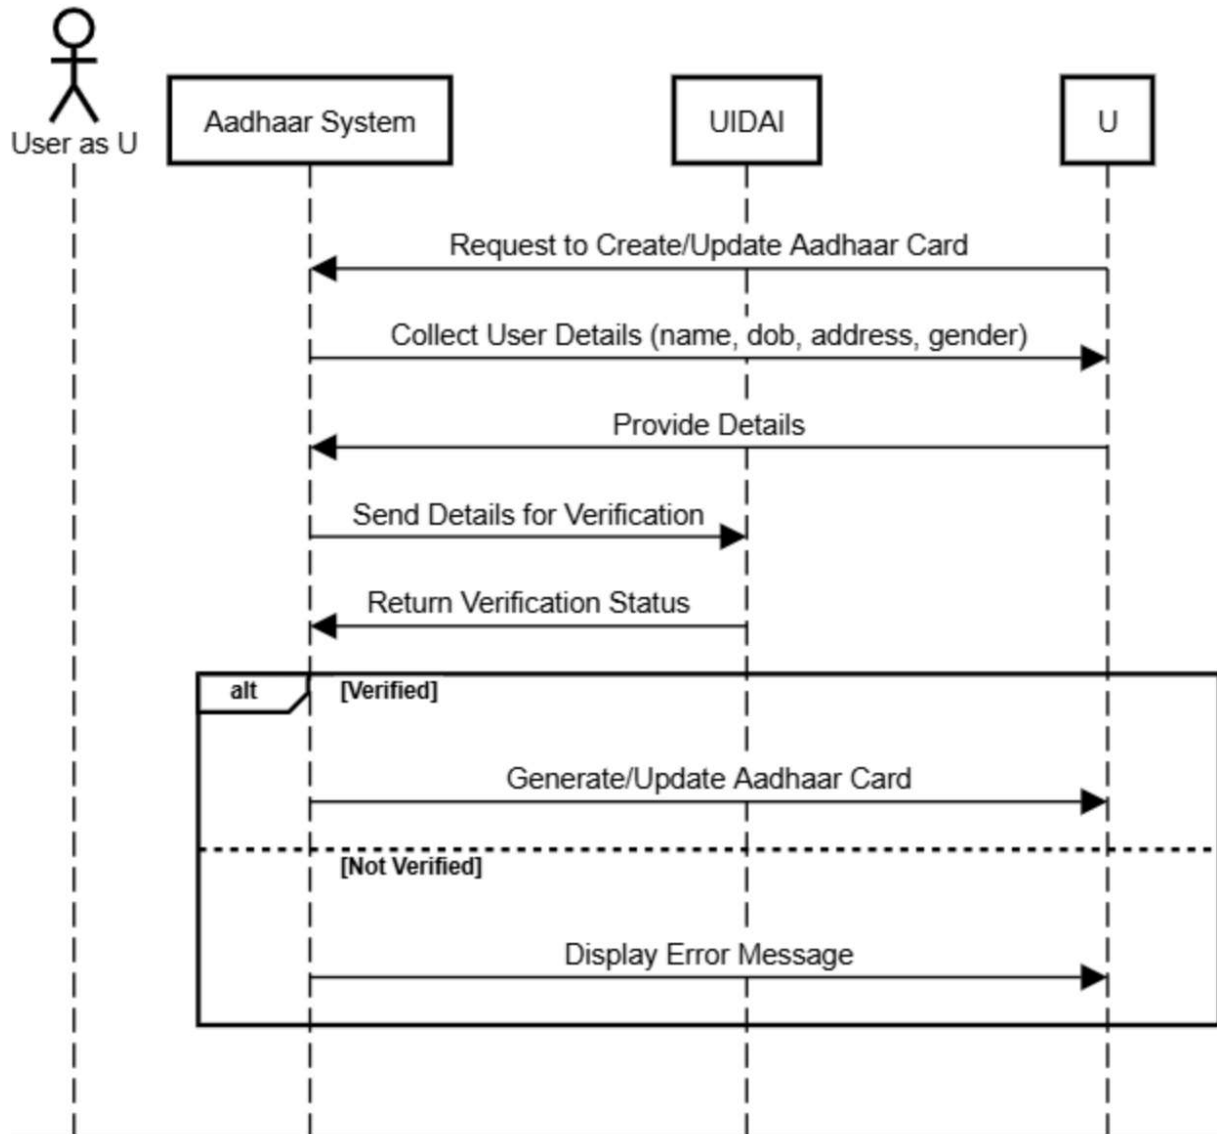 User as U
Aadhaar System
UIDAI
U
Request to Create/Update Aadhaar Card
Collect User Details (name, dob, address, gender)
Provide Details
Send Details for Verification
Return Verification Status
alt
[Verified]
Generate/Update Aadhaar Card
[Not Verified]
Display Error Message